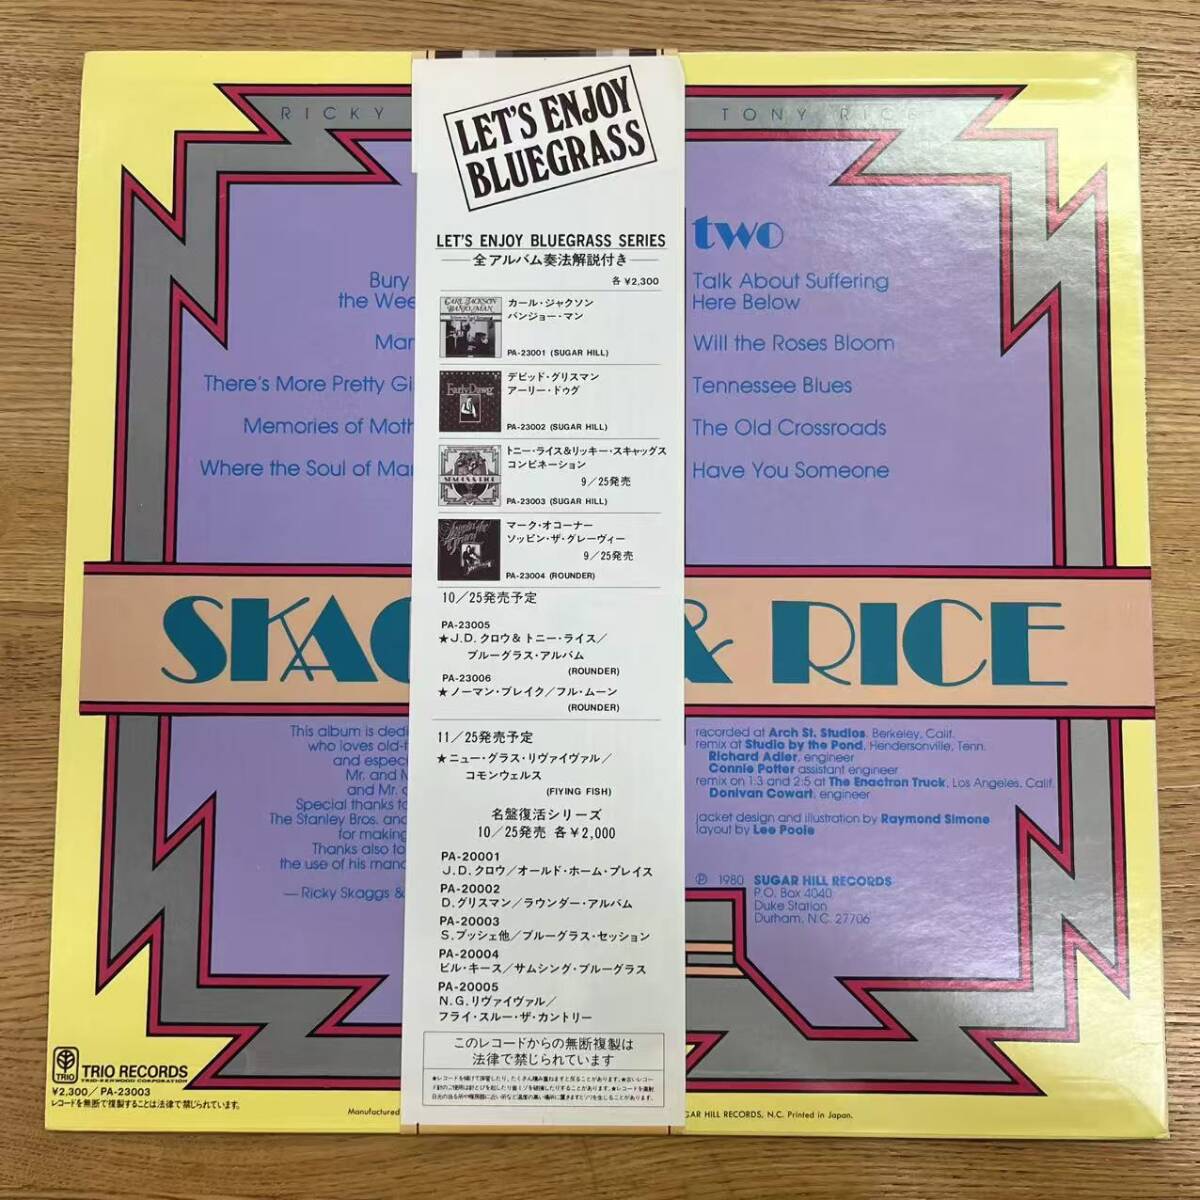 RICKY
TONY RICE
two
Bury
the Wee
Mar
There's More Pretty Gi
Memories of Moth
Where the Soul of Mar
Talk About Suffering
Here Below
Will the Roses Bloom
Tennessee Blues
The Old Crossroads
Have You Someone
LET'S ENJOY
BLUEGRASS
LET'S ENJOY BLUEGRASS SERIES
全アルバム奏法解説付き
各¥2,300
CARL JACKSON
BANJO MAN
カール・ジャクソン
バンジョー・マン
PA-23001 (SUGAR HILL)
Early Dawg
デビッド・グリスマン
アーリー・ドゥグ
PA-23002 (SUGAR HILL)
SKAGGS & RICE
トニー・ライス&リッキー・スキャッグス
コンビネーション
9/25発売
PA-23003 (SUGAR HILL)
マーク・オコーナー
ソッピン・ザ・グレーヴィー
9/25発売
PA-23004 (ROUNDER)
10/25発売予定
PA-23005
★J.D.クロウ&トニー・ライス/
ブルーグラス・アルバム
(ROUNDER)
PA-23006
★ノーマン・ブレイク/フル・ムーン
(ROUNDER)
11/25発売予定
★ニュー・グラス・リヴァイヴァル/
コモンウェルス
(FLYING FISH)
名盤復活シリーズ
10/25発売 各¥2,000
PA-20001
J.D.クロウ/オールド・ホーム・プレイス
PA-20002
D.グリスマン/ラウンダー・アルバム
PA-20003
S.ブッシェ他/ブルーグラス・セッション
PA-20004
ビル・キース/サムシング・ブルーグラス
PA-20005
N.G.リヴァイヴァル/
フライ・スルー・ザ・カントリー
このレコードからの無断複製は
法律で禁じられています
SKAG & RICE
This album is dedi
who loves old-t
and espec
Mr. and M
and Mr.
Special thanks to
The Stanley Bros. and
for making
Thanks also to
the use of his mand
—Ricky Skaggs &
recorded at Arch St. Studios, Berkeley, Calif.
remix at Studio by the Pond, Hendersonville, Tenn.
Richard Adler, engineer
Connie Potter assistant engineer
remix on 1:3 and 2:5 at The Enactron Truck, Los Angeles, Calif.
Donivan Cowart, engineer
jacket design and illustration by Raymond Simone
layout by Lee Poole
℗ 1980 SUGAR HILL RECORDS
P.O. Box 4040
Duke Station
Durham, N.C. 27706
TRIO
TRIO RECORDS
TRIO-KENWOOD CORPORATION
¥2,300/PA-23003
レコードを無断で複製することは法律で禁じられています。
Manufactured
GAR HILL RECORDS, N.C. Printed in Japan.